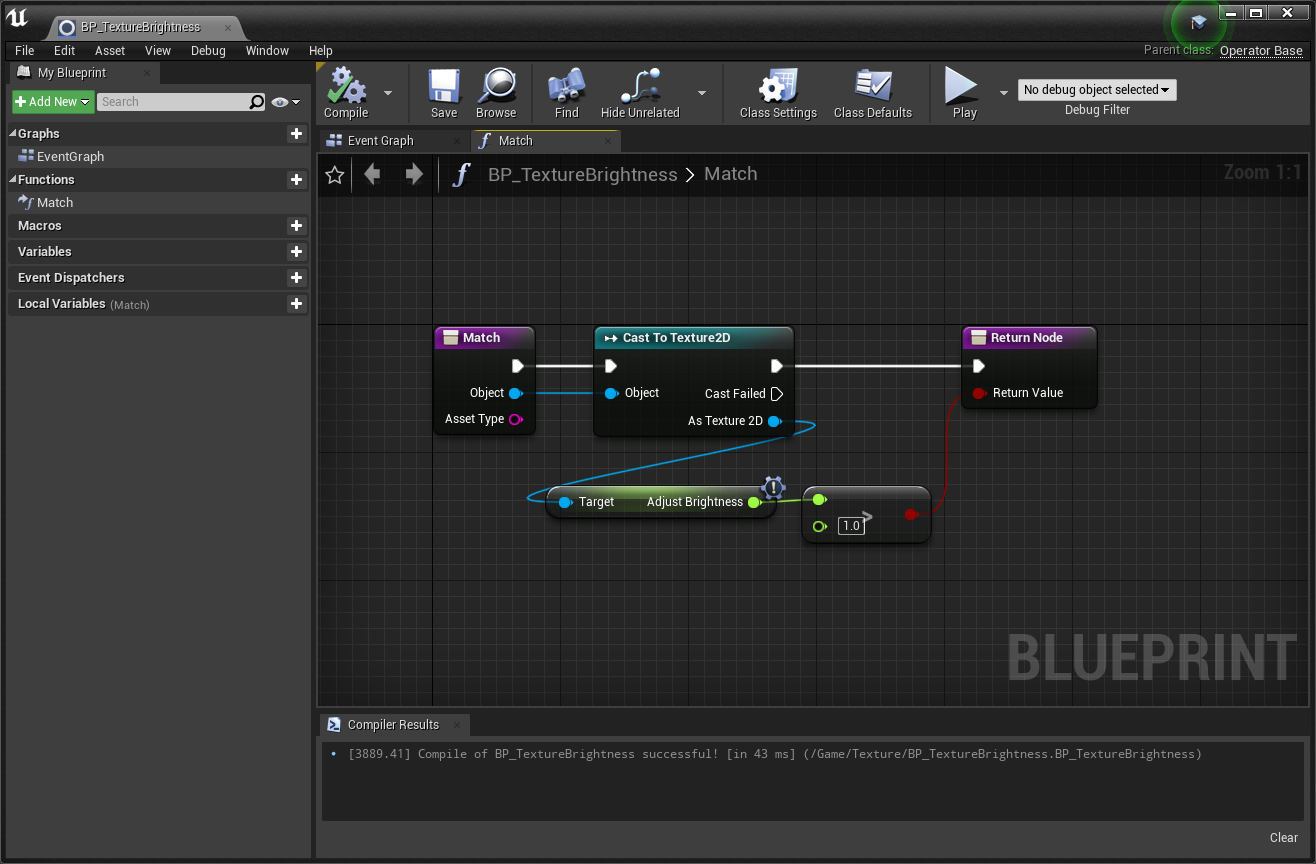 BP_TextureBrightness
File Edit Asset View Debug Window Help
Parent class: Operator Base
My Blueprint
Add New
Search
Graphs
EventGraph
Functions
Match
Macros
Variables
Event Dispatchers
Local Variables (Match)
Compile
Save
Browse
Find
Hide Unrelated
Class Settings
Class Defaults
Play
No debug object selected
Debug Filter
Event Graph
Match
BP_TextureBrightness > Match
Zoom 1:1
Match
Object
Asset Type
Cast To Texture2D
Object
Cast Failed
As Texture 2D
Return Node
Return Value
Target Adjust Brightness
!
>
1.0
BLUEPRINT
Compiler Results
[3889.41] Compile of BP_TextureBrightness successful! [in 43 ms] (/Game/Texture/BP_TextureBrightness.BP_TextureBrightness)
Clear